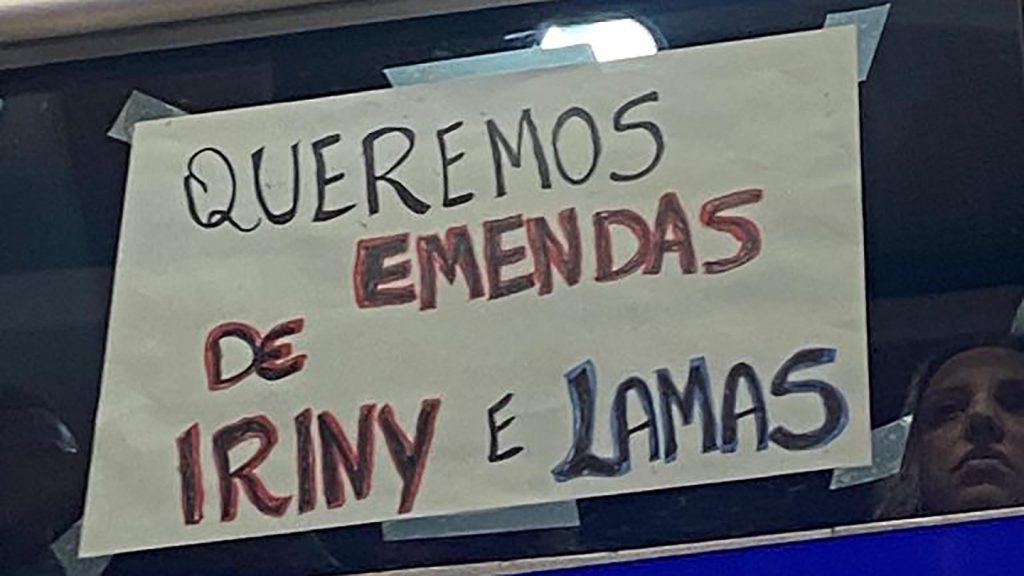 QUEREMOS
EMENDAS
DE
IRINY E LAMAS